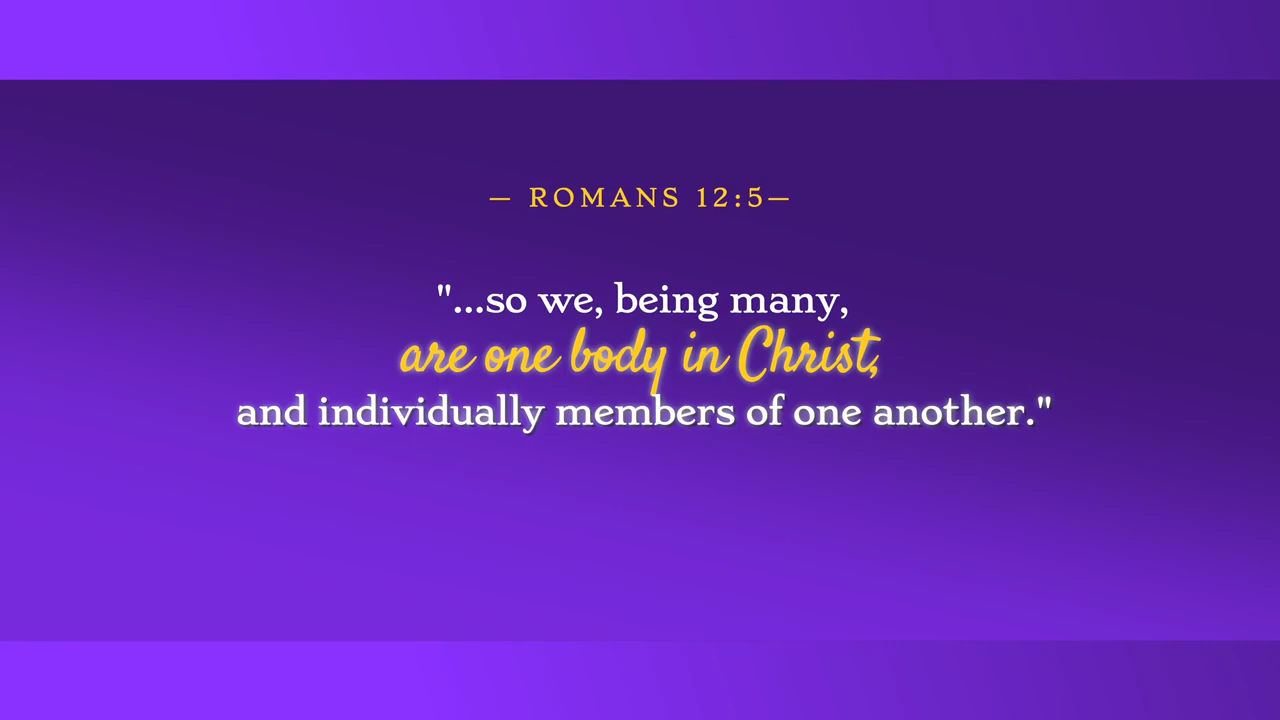 — ROMANS 12:5—
"...so we, being many,
are one body in Christ,
and individually members of one another."